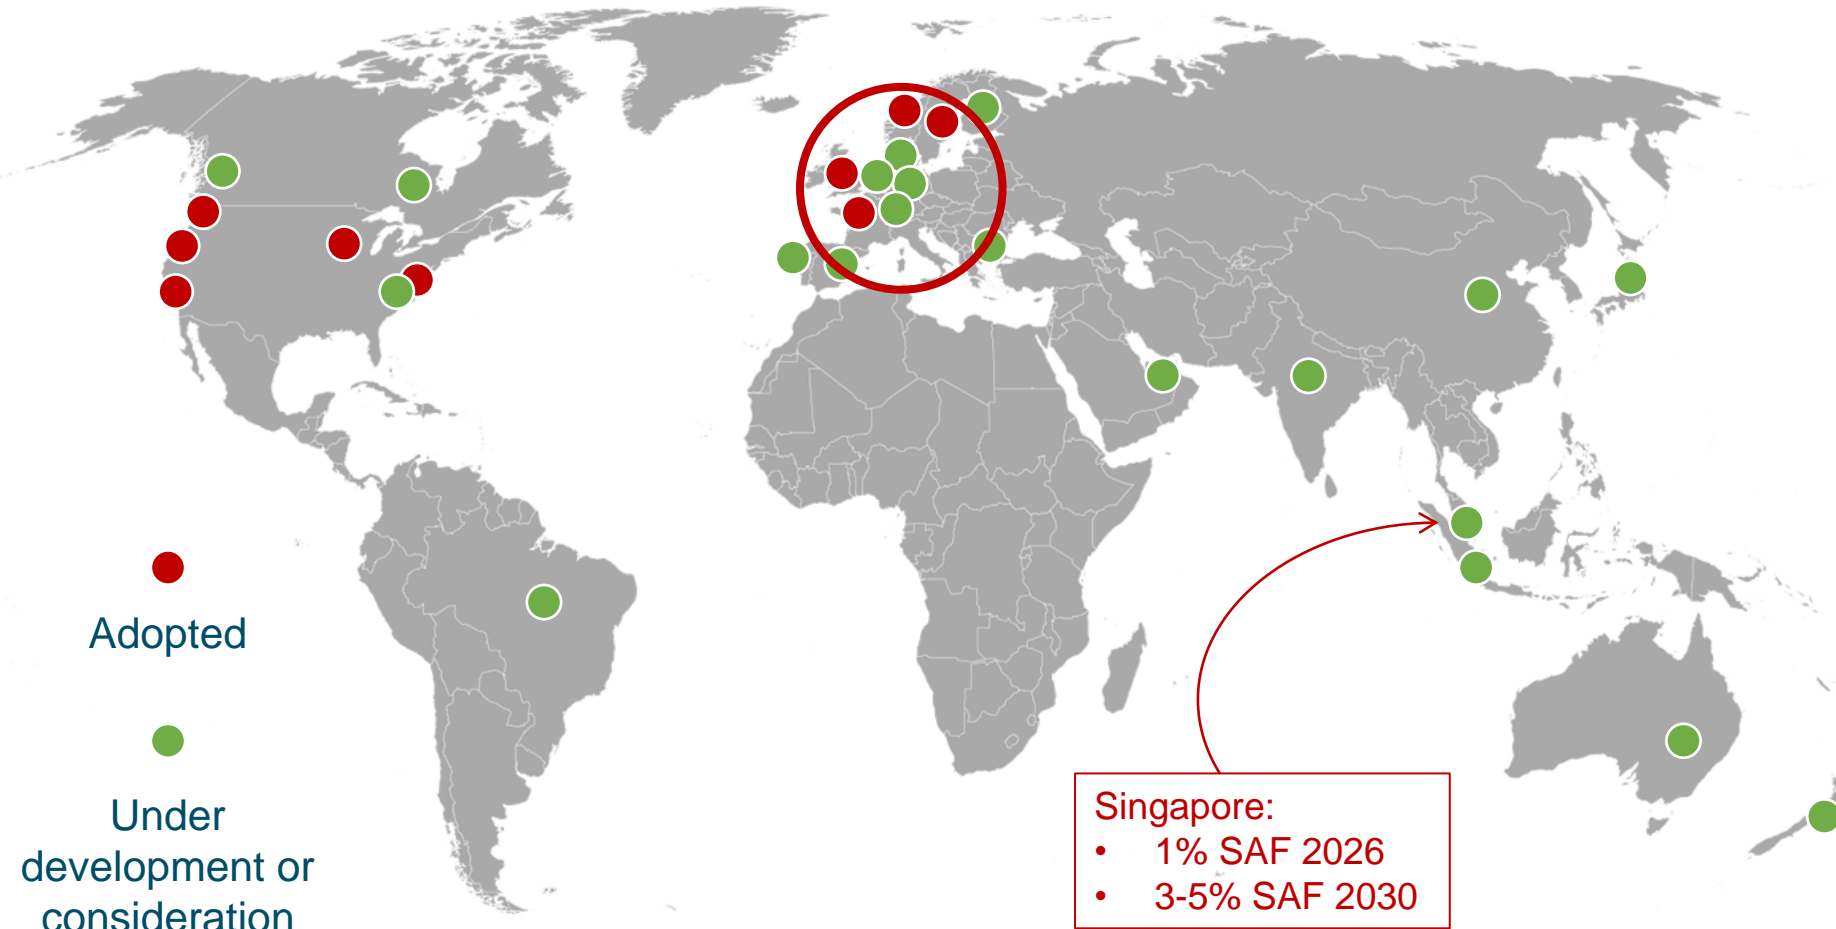 Adopted
Under
development or
consideration
Singapore:
• 1% SAF 2026
• 3-5% SAF 2030